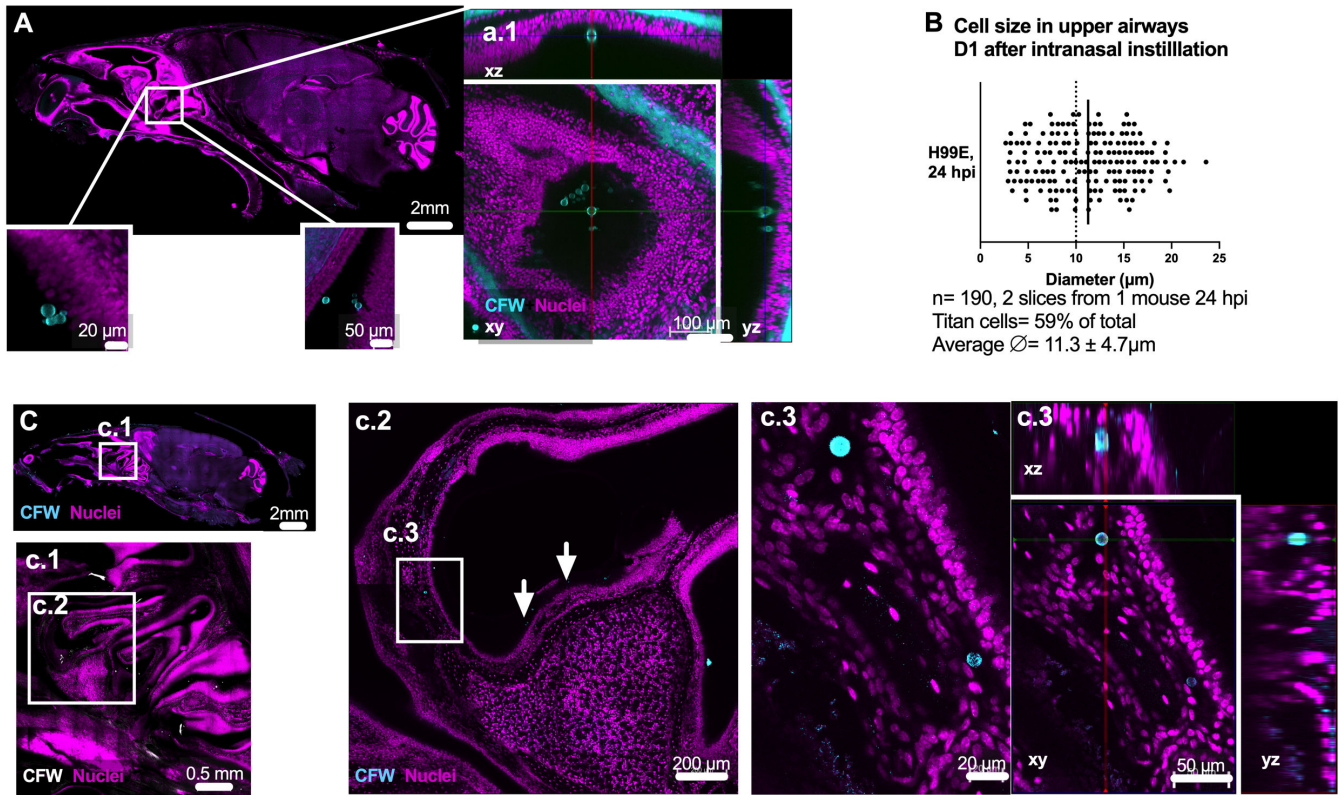 A
2mm
20 µm
50 µm
a.1
xz
CFW Nuclei
xy
100 µm
yz
B Cell size in upper airways
D1 after intranasal instilllation
H99E,
24 hpi
0 5 10 15 20 25
Diameter (µm)
n= 190, 2 slices from 1 mouse 24 hpi
Titan cells= 59% of total
Average ∅= 11.3 ± 4.7µm
C
c.1
CFW Nuclei
2mm
c.1
c.2
CFW Nuclei
0.5 mm
c.2
c.3
CFW Nuclei
200 µm
c.3
20 µm
c.3
xz
xy
50 µm
yz